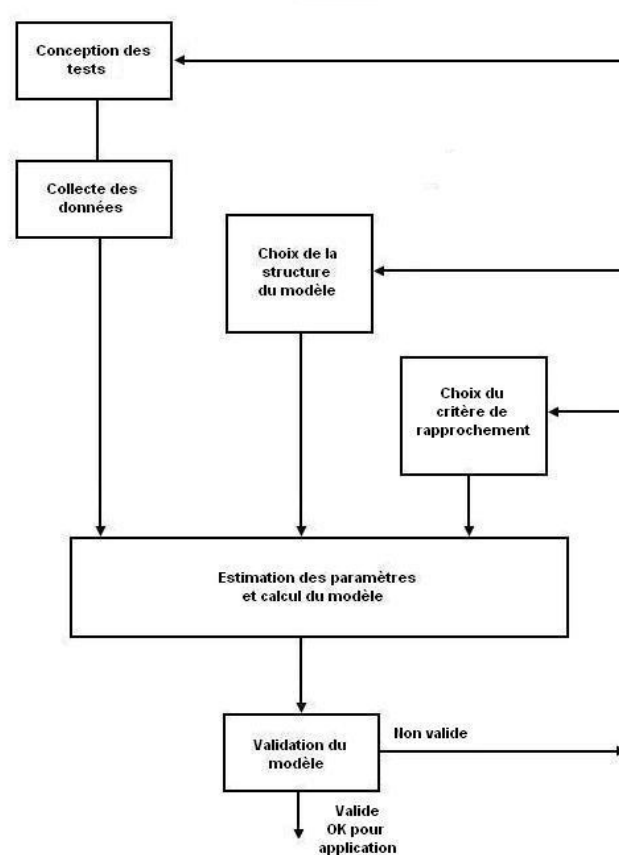 Conception des
tests
Collecte des
données
Choix de la
structure
du modèle
Choix du
critère de
rapprochement
Estimation des paramètres
et calcul du modèle
Validation du
modèle
Non valide
Valide
OK pour
application